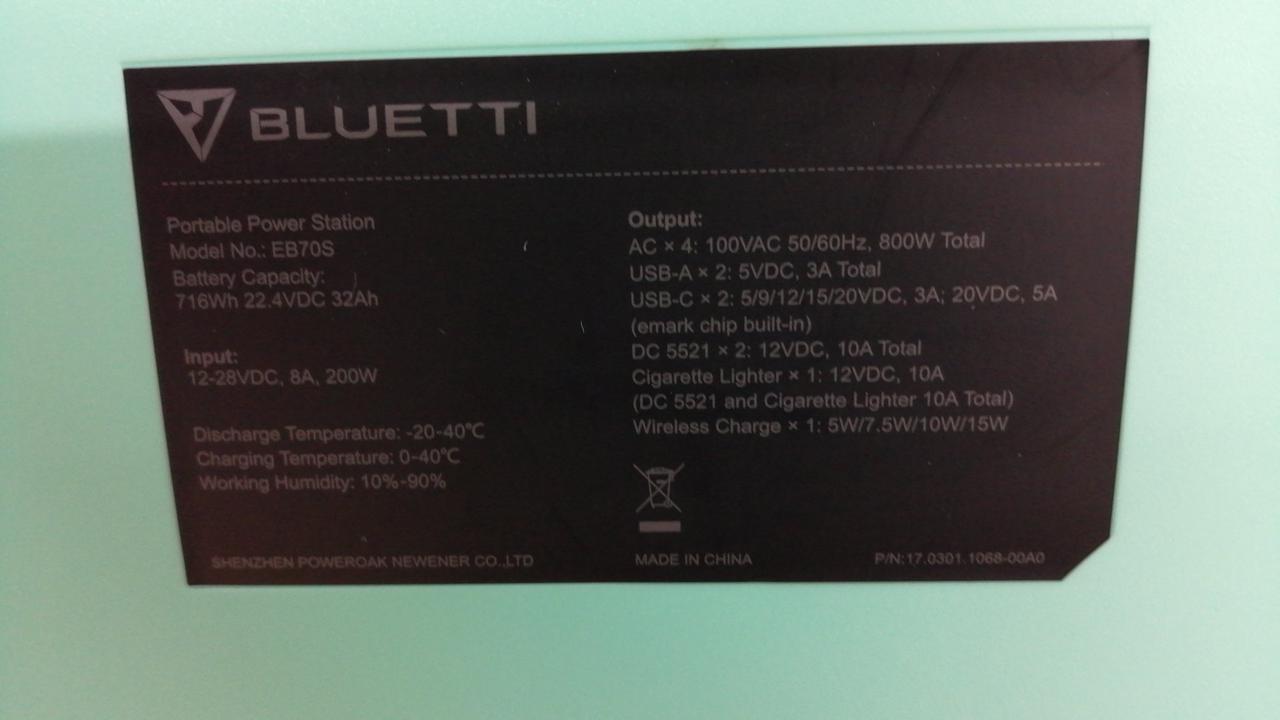 BLUETTI
Portable Power Station
Model No.: EB70S
Battery Capacity:
716Wh 22.4VDC 32Ah
Input:
12-28VDC, 8A, 200W
Discharge Temperature: -20-40℃
Charging Temperature: 0-40℃
Working Humidity: 10%-90%
Output:
AC × 4: 100VAC 50/60Hz, 800W Total
USB-A × 2: 5VDC, 3A Total
USB-C × 2: 5/9/12/15/20VDC, 3A; 20VDC, 5A
(emark chip built-in)
DC 5521 × 2: 12VDC, 10A Total
Cigarette Lighter × 1: 12VDC, 10A
(DC 5521 and Cigarette Lighter 10A Total)
Wireless Charge × 1: 5W/7.5W/10W/15W
SHENZHEN POWEROAK NEWENER CO.,LTD
MADE IN CHINA
P/N:17.0301.1068-00A0